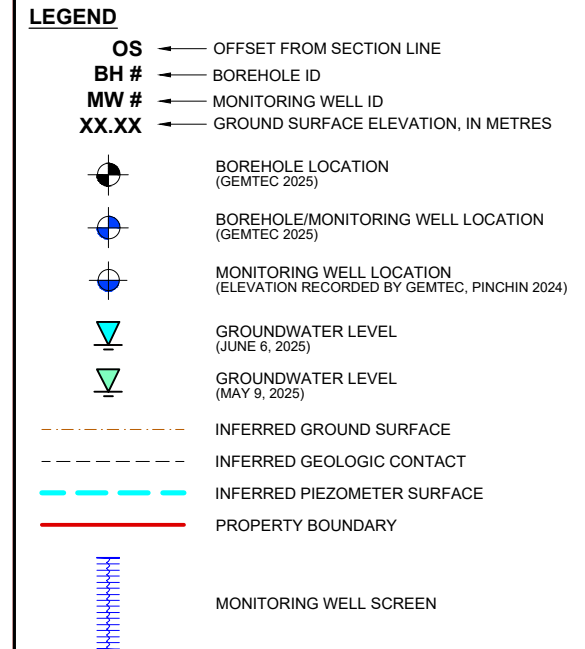 LEGEND
OS OFFSET FROM SECTION LINE
BH # BOREHOLE ID
MW # MONITORING WELL ID
XX.XX GROUND SURFACE ELEVATION, IN METRES
BOREHOLE LOCATION
(GEMTEC 2025)
BOREHOLE/MONITORING WELL LOCATION
(GEMTEC 2025)
MONITORING WELL LOCATION
(ELEVATION RECORDED BY GEMTEC, PINCHIN 2024)
GROUNDWATER LEVEL
(JUNE 6, 2025)
GROUNDWATER LEVEL
(MAY 9, 2025)
INFERRED GROUND SURFACE
INFERRED GEOLOGIC CONTACT
INFERRED PIEZOMETER SURFACE
PROPERTY BOUNDARY
MONITORING WELL SCREEN